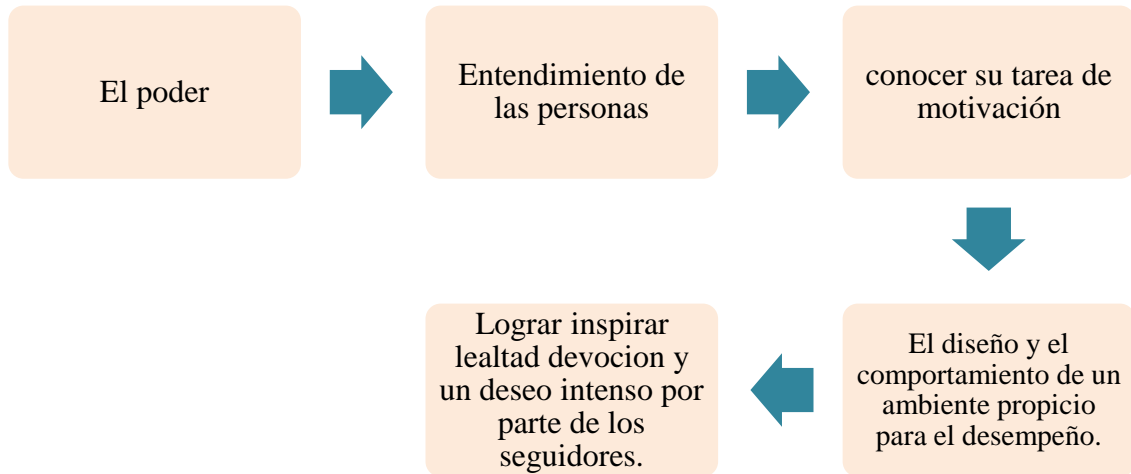 El poder
Entendimiento de
las personas
conocer su tarea de
motivación
El diseño y el
comportamiento de un
ambiente propicio
para el desempeño.
Lograr inspirar
lealtad devocion y
un deseo intenso por
parte de los
seguidores.